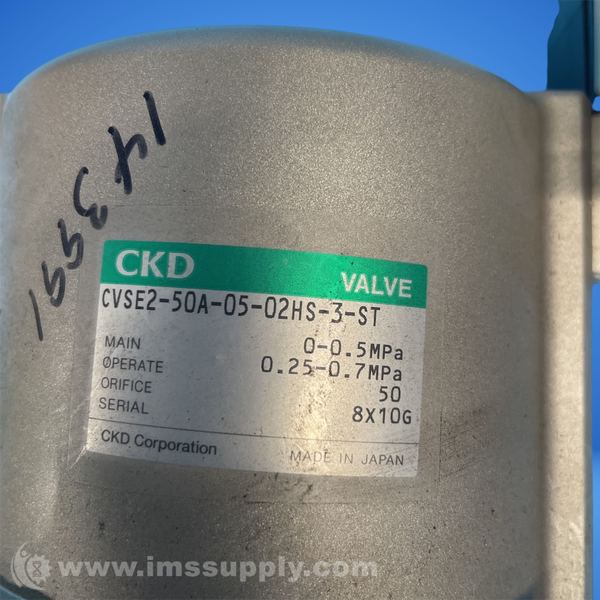 143991
CKD VALVE
CVSE2-50A-05-02HS-3-ST
MAIN 0-0.5MPa
OPERATE 0.25-0.7MPa
ORIFICE 50
SERIAL 8X10G
CKD Corporation MADE IN JAPAN
www.imssupply.com